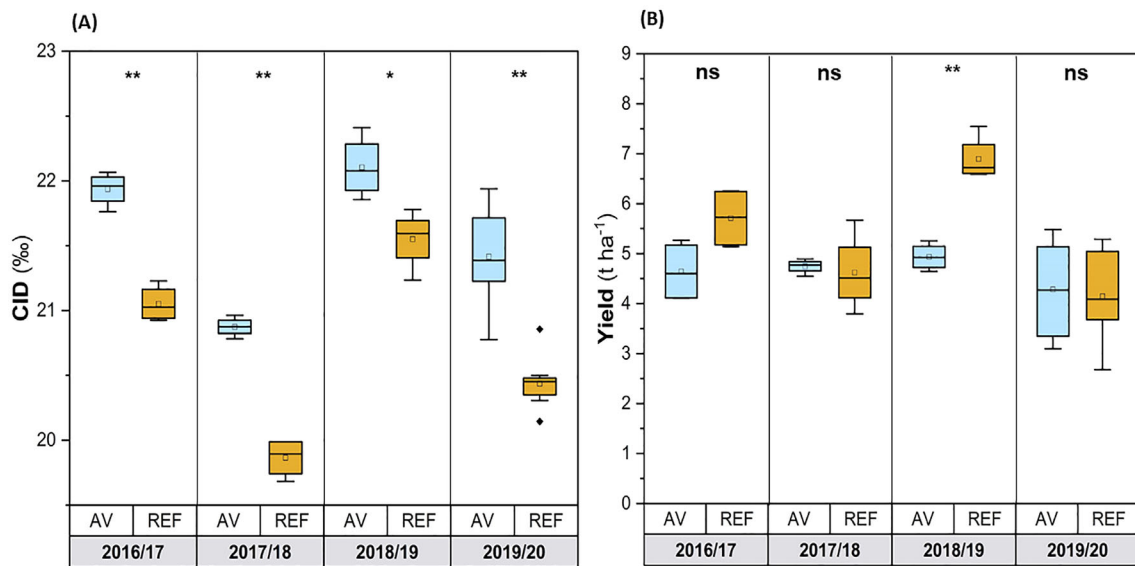 (A)
23
22
21
20
CID (‰)
** ** * **
AV REF AV REF AV REF AV REF
2016/17 2017/18 2018/19 2019/20
(B)
9
8
7
6
5
4
3
2
1
0
Yield (t ha⁻¹)
ns ns ** ns
AV REF AV REF AV REF AV REF
2016/17 2017/18 2018/19 2019/20